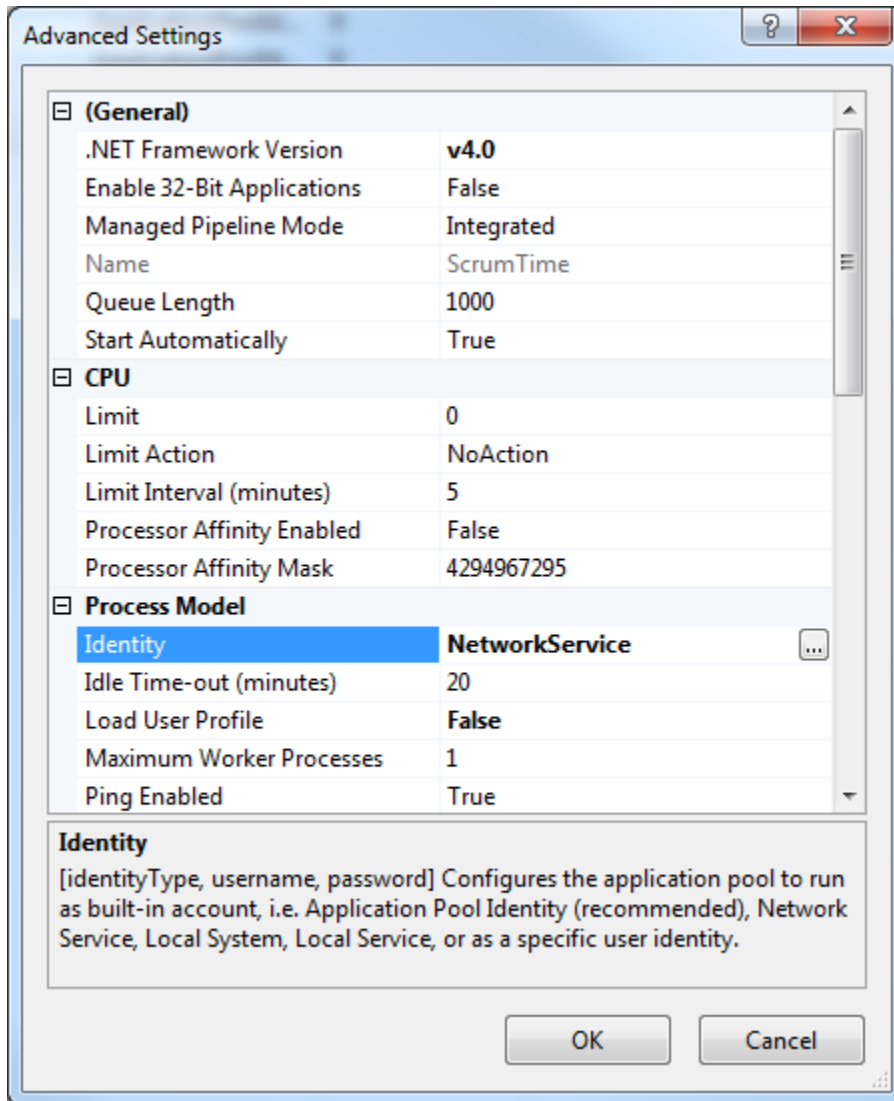 Advanced Settings
(General)
.NET Framework Version v4.0
Enable 32-Bit Applications False
Managed Pipeline Mode Integrated
Name ScrumTime
Queue Length 1000
Start Automatically True
CPU
Limit 0
Limit Action NoAction
Limit Interval (minutes) 5
Processor Affinity Enabled False
Processor Affinity Mask 4294967295
Process Model
Identity NetworkService ...
Idle Time-out (minutes) 20
Load User Profile False
Maximum Worker Processes 1
Ping Enabled True
Identity
[identityType, username, password] Configures the application pool to run
as built-in account, i.e. Application Pool Identity (recommended), Network
Service, Local System, Local Service, or as a specific user identity.
OK Cancel